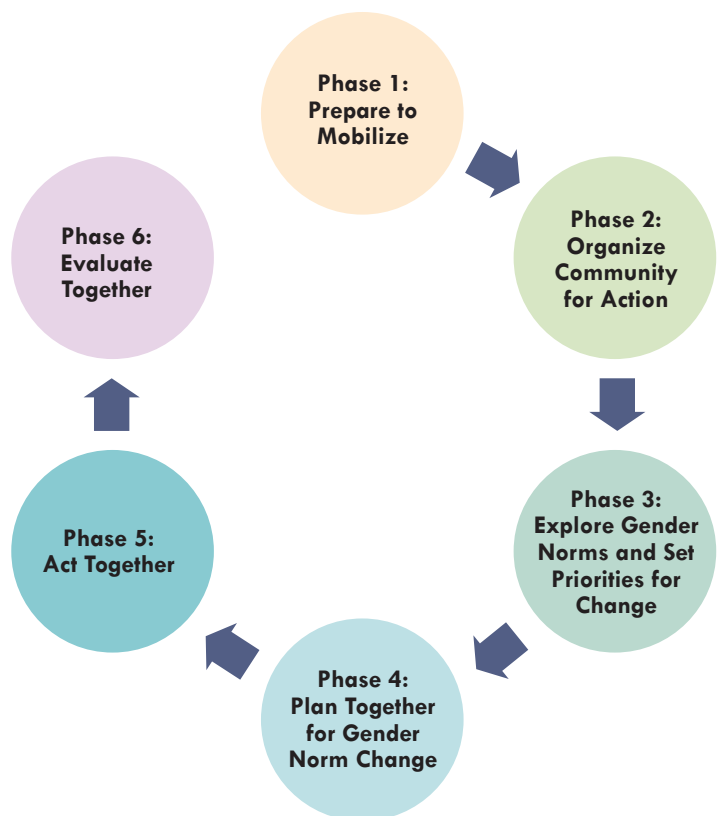 Phase 1:
Prepare to
Mobilize
Phase 2:
Organize
Community
for Action
Phase 3:
Explore Gender
Norms and Set
Priorities for
Change
Phase 4:
Plan Together
for Gender
Norm Change
Phase 5:
Act Together
Phase 6:
Evaluate
Together